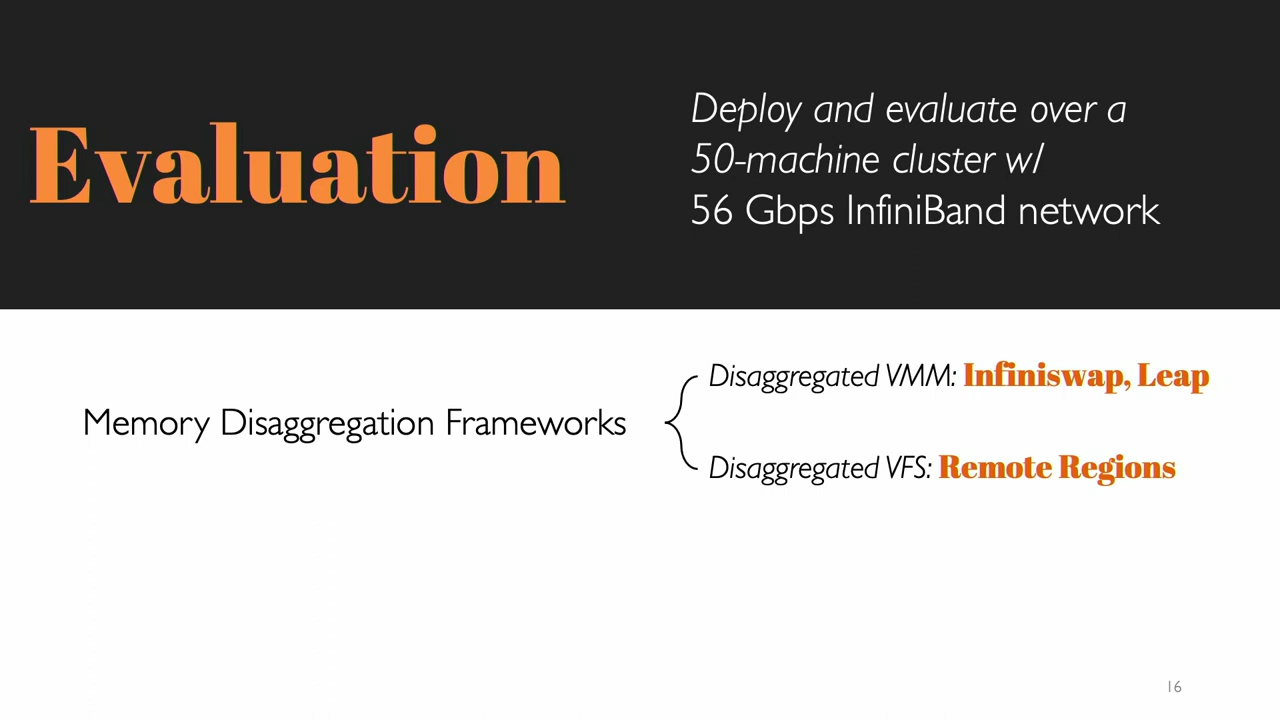 Evaluation
Deploy and evaluate over a
50-machine cluster w/
56 Gbps InfiniBand network
Memory Disaggregation Frameworks
Disaggregated VMM: Infiniswap, Leap
Disaggregated VFS: Remote Regions
16